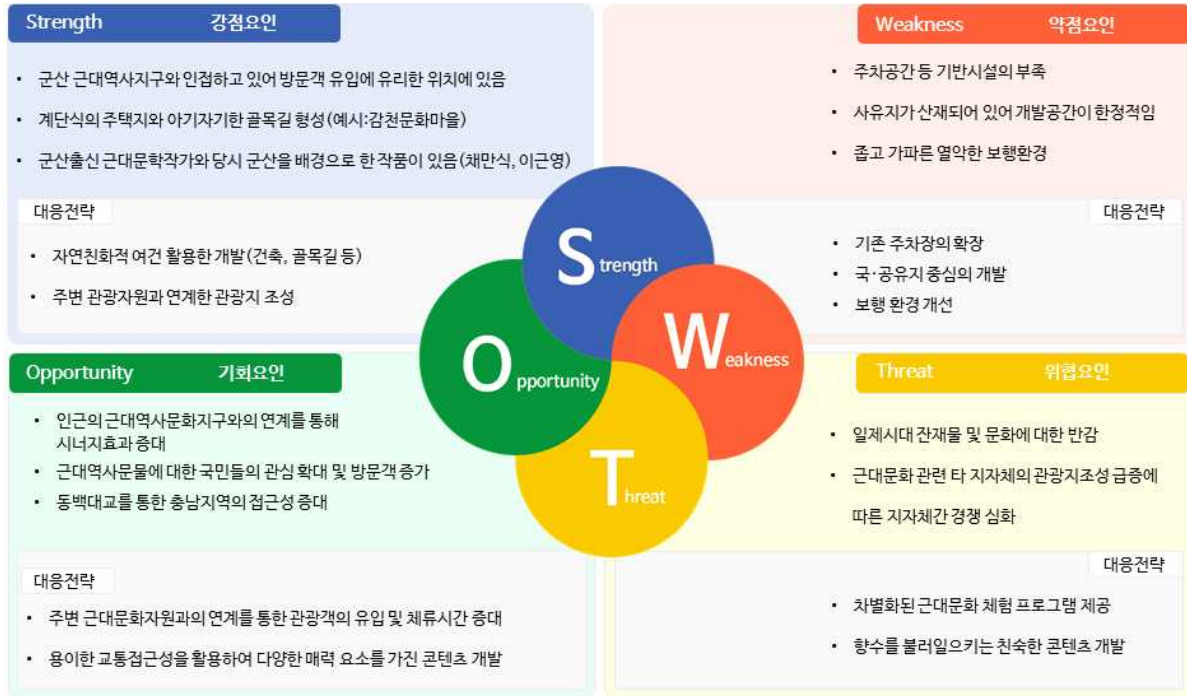 Strength 강점요인
• 군산 근대역사지구와 인접하고 있어 방문객 유입에 유리한 위치에 있음
• 계단식의 주택지와 아기자기한 골목길 형성(예시:감천문화마을)
• 군산출신 근대문학작가와 당시 군산을 배경으로 한 작품이 있음(채만식, 이근영)
대응전략
• 자연친화적 여건 활용한 개발(건축, 골목길 등)
• 주변 관광자원과 연계한 관광지 조성
Weakness 약점요인
• 주차공간 등 기반시설의 부족
• 사유지가 산재되어 있어 개발공간이 한정적임
• 좁고 가파른 열악한 보행환경
대응전략
• 기존 주차장의 확장
• 국·공유지 중심의 개발
• 보행 환경 개선
Strength
Weakness
Opportunity
Threat
Opportunity 기회요인
• 인근의 근대역사문화지구와의 연계를 통해
시너지효과 증대
• 근대역사문물에 대한 국민들의 관심 확대 및 방문객 증가
• 동백대교를 통한 충남지역의 접근성 증대
대응전략
• 주변 근대문화자원과의 연계를 통한 관광객의 유입 및 체류시간 증대
• 용이한 교통접근성을 활용하여 다양한 매력 요소를 가진 콘텐츠 개발
Threat 위협요인
• 일제시대 잔재물 및 문화에 대한 반감
• 근대문화 관련 타 지자체의 관광지조성 급증에
따른 지자체간 경쟁 심화
대응전략
• 차별화된 근대문화 체험 프로그램 제공
• 향수를 불러일으키는 친숙한 콘텐츠 개발